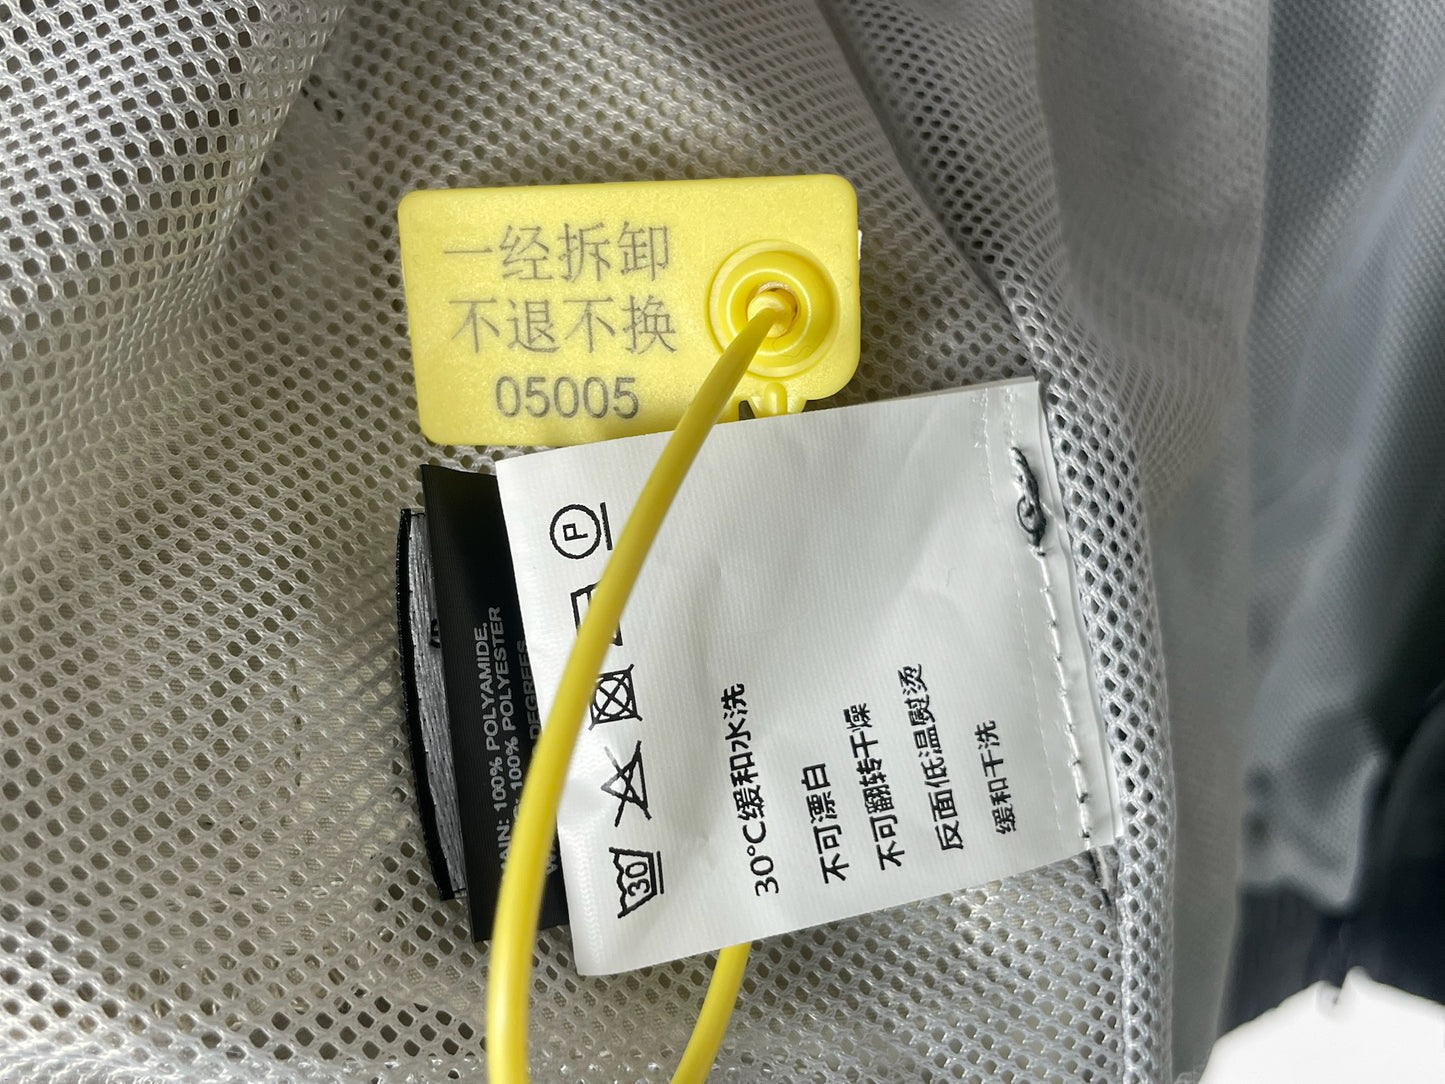 一经拆卸
不退不换
05005
30°C缓和水洗
不可漂白
不可翻转干燥
反面低温熨烫
缓和干洗
30
P
100% POLYAMIDE.
100% POLYESTER
DEGREES